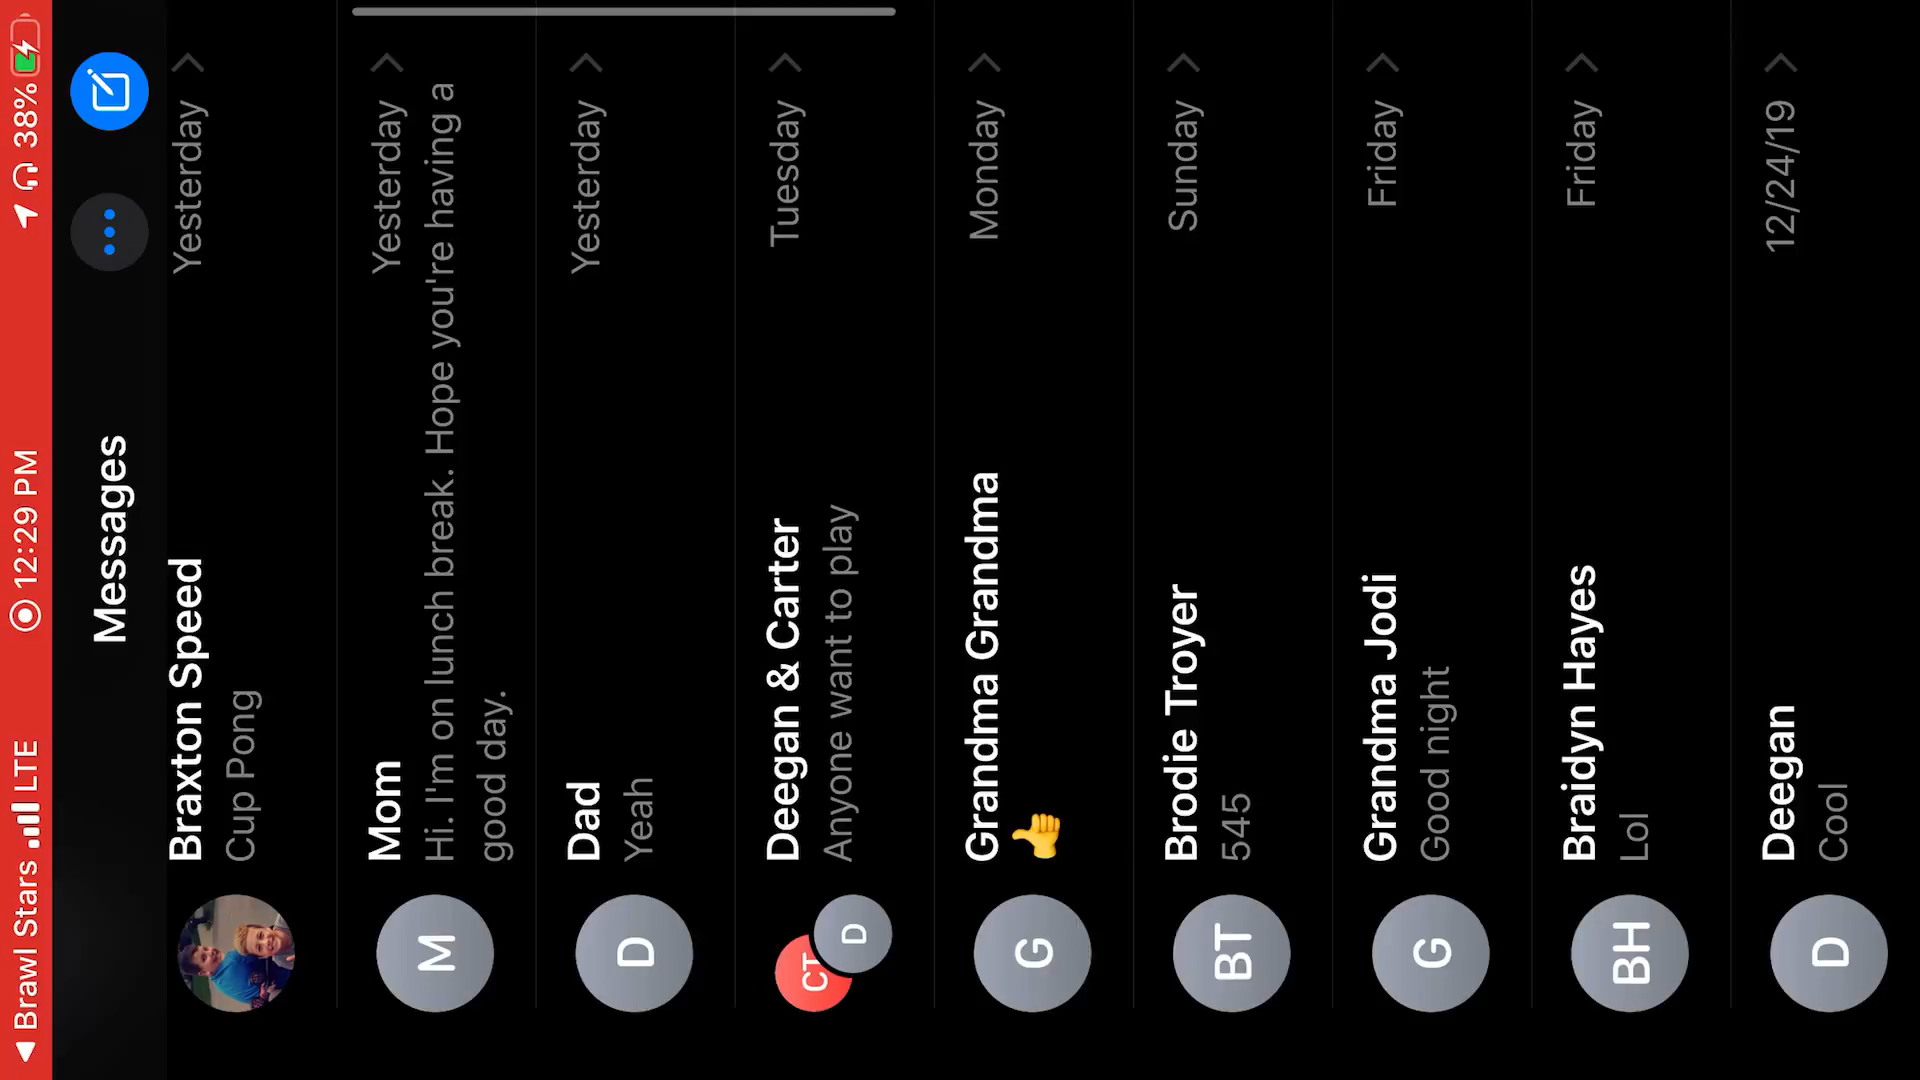 Brawl Stars LTE 12:29 PM 38%
Messages
Braxton Speed Yesterday
Cup Pong
Mom Yesterday
Hi. I'm on lunch break. Hope you're having a
good day.
Dad Yesterday
Yeah
Deegan & Carter Tuesday
Anyone want to play
CT
D
Grandma Grandma Monday
👍
Brodie Troyer Sunday
545
Grandma Jodi Friday
Good night
Braidyn Hayes Friday
Lol
Deegan 12/24/19
Cool
M
D
G
BT
G
BH
D